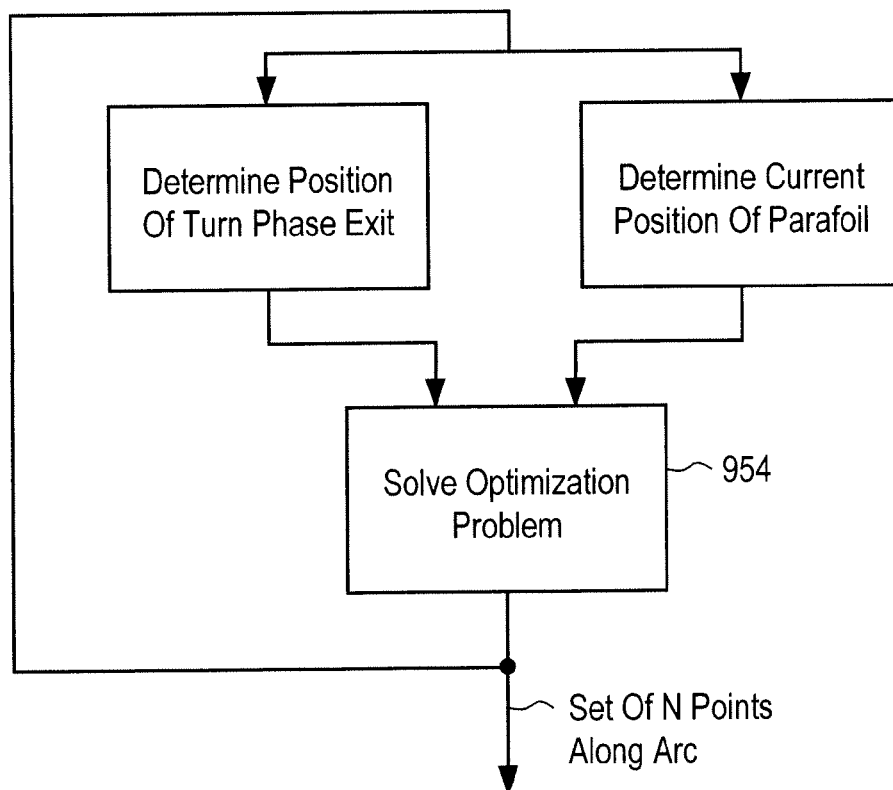 Determine Position
Of Turn Phase Exit
Determine Current
Position Of Parafoil
Solve Optimization
Problem
954
Set Of N Points
Along Arc